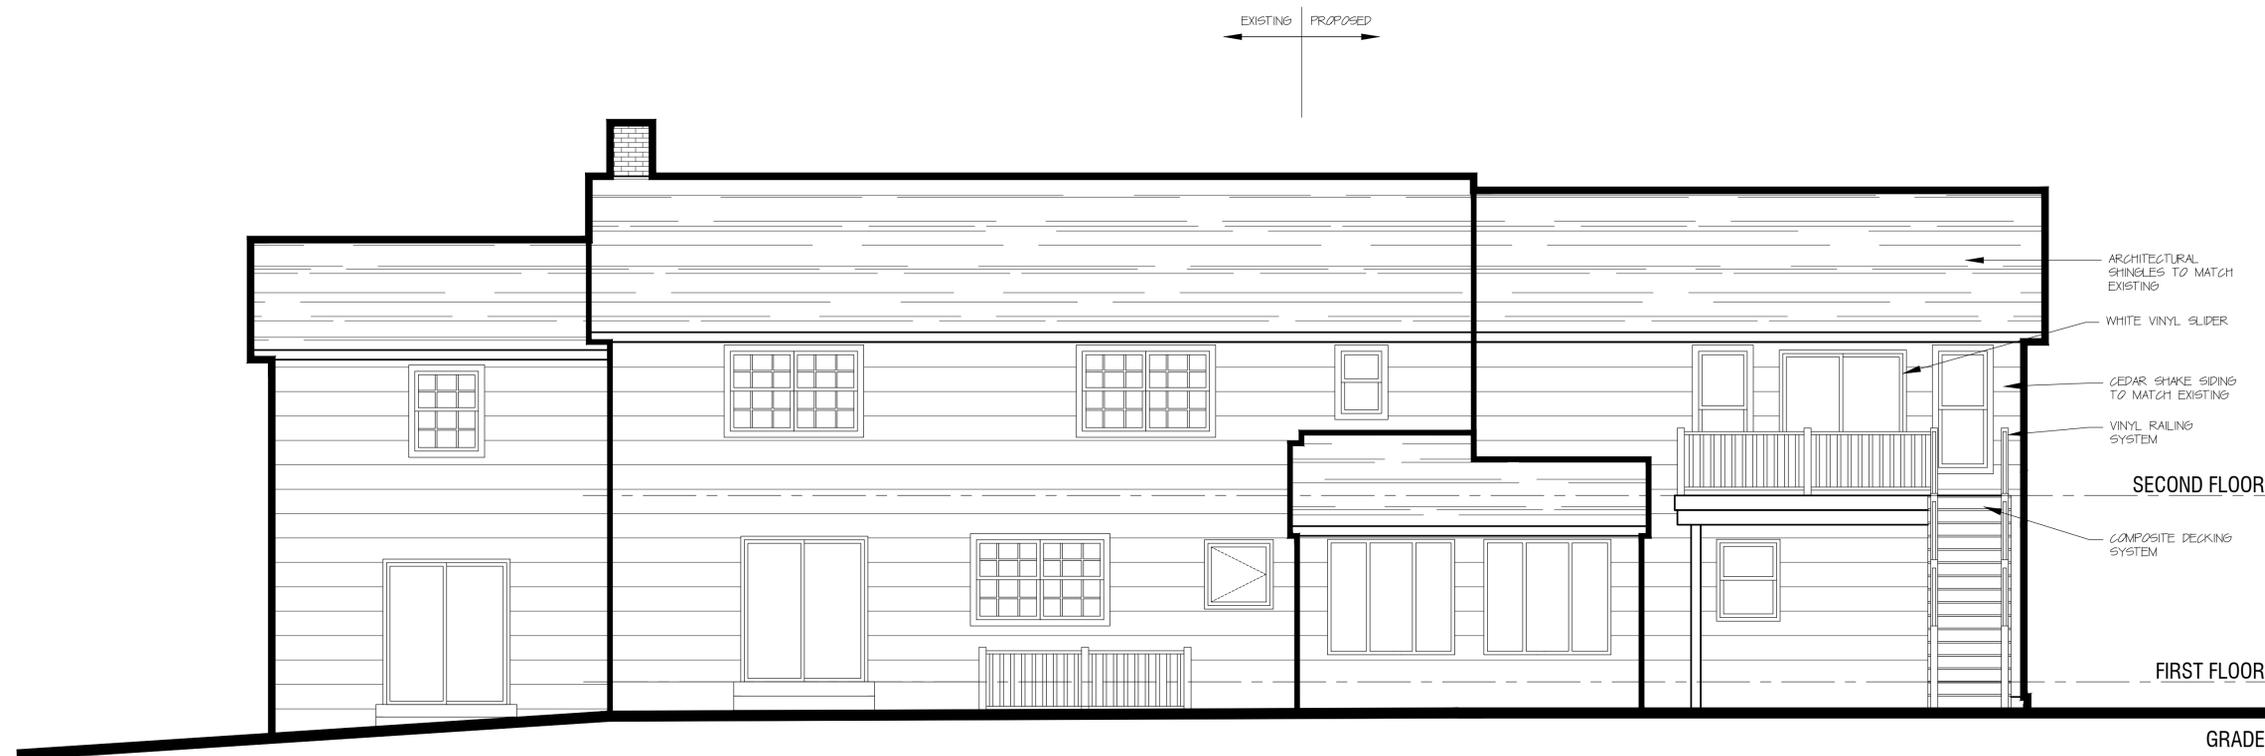 EXISTING PROPOSED
ARCHITECTURAL
SHINGLES TO MATCH
EXISTING
WHITE VINYL SLIDER
CEDAR SHAKE SIDING
TO MATCH EXISTING
VINYL RAILING
SYSTEM
SECOND FLOOR
COMPOSITE DECKING
SYSTEM
FIRST FLOOR
GRADE